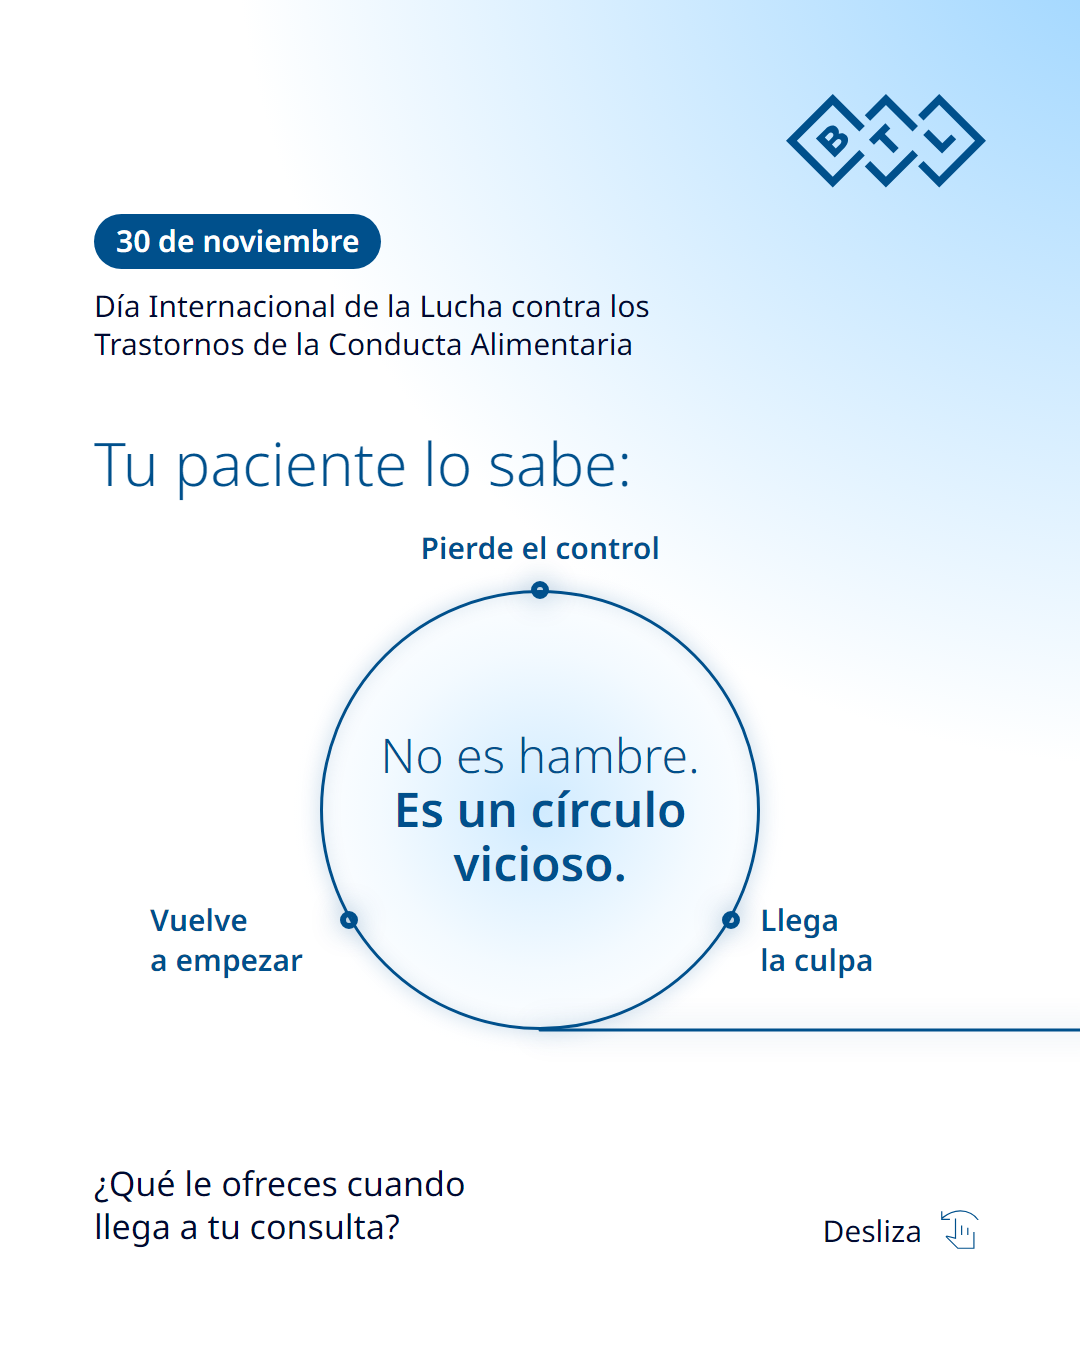 BTL
30 de noviembre
Día Internacional de la Lucha contra los
Trastornos de la Conducta Alimentaria
Tu paciente lo sabe:
Pierde el control
No es hambre.
Es un círculo
vicioso.
Vuelve
a empezar
Llega
la culpa
¿Qué le ofreces cuando
llega a tu consulta?
Desliza